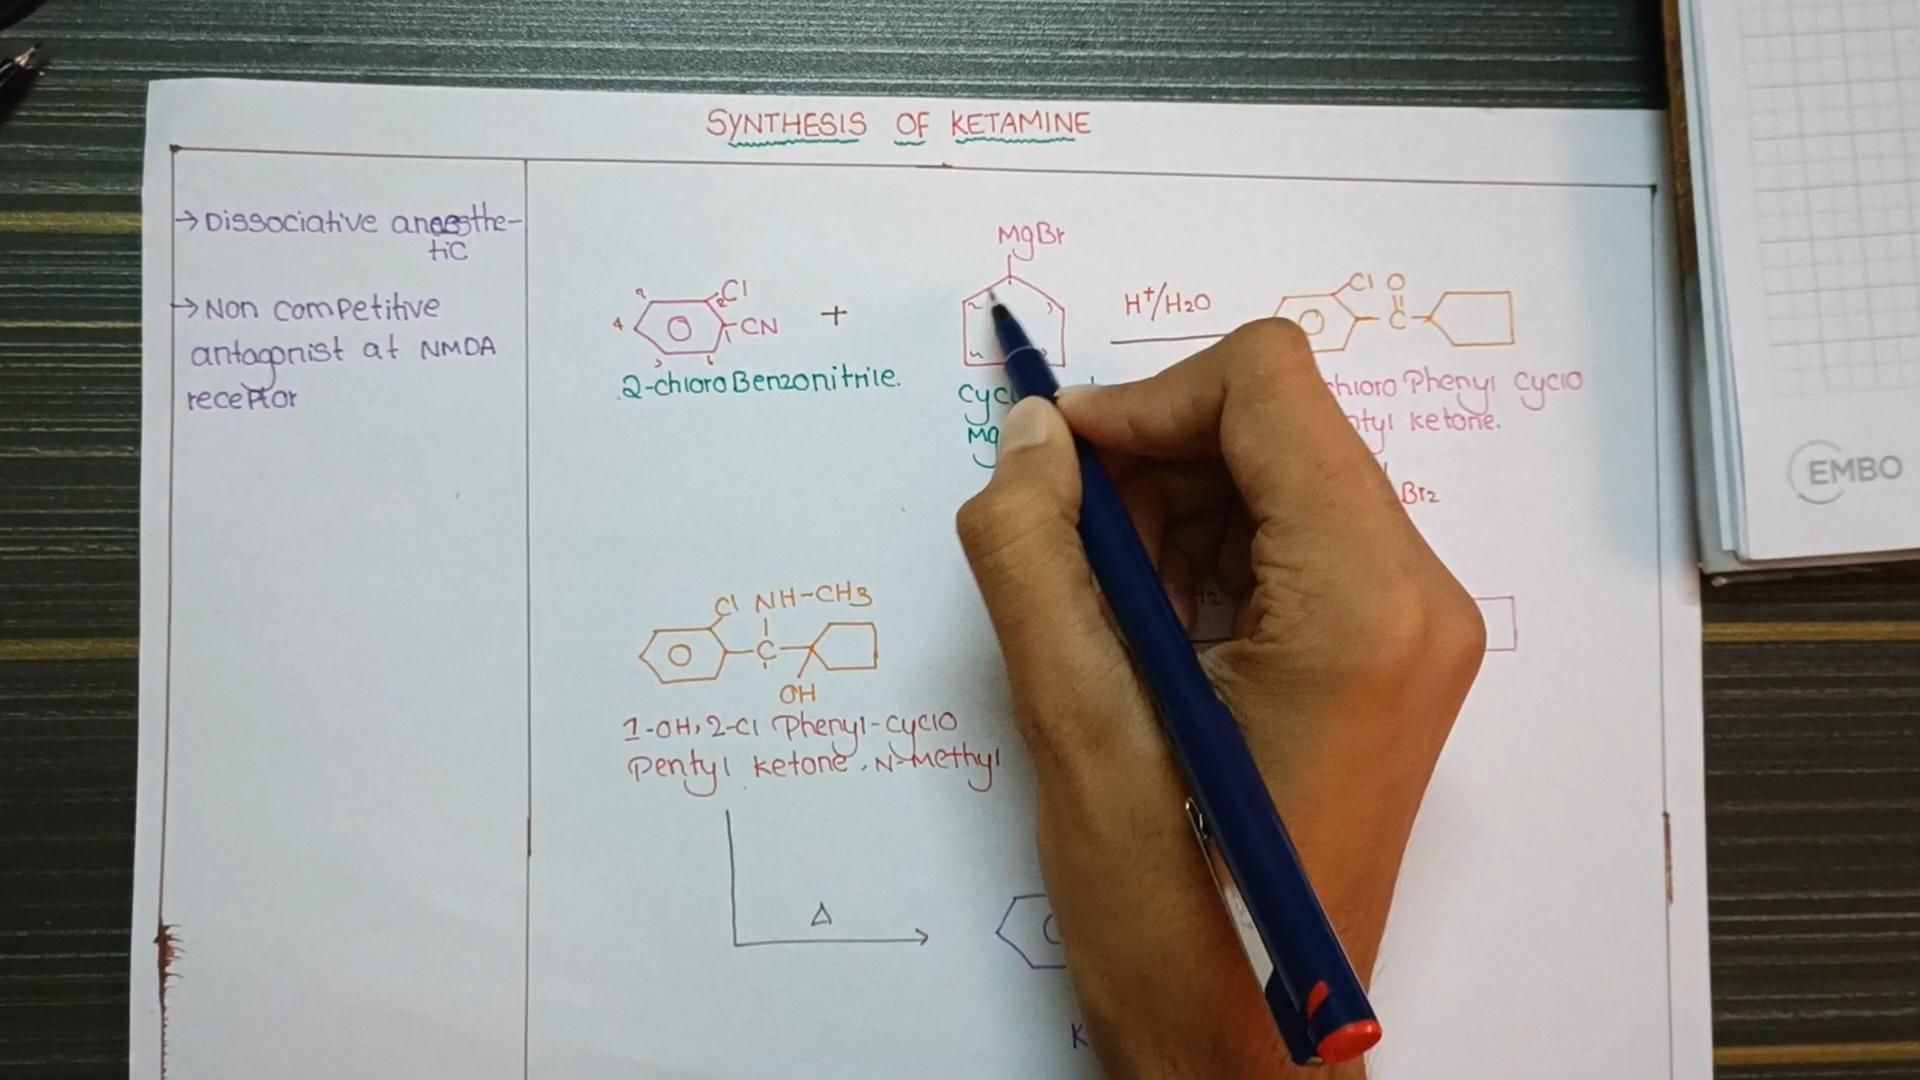 SYNTHESIS OF KETAMINE
→ Dissociative anaesthe-
tic
→ Non competitive
antagonist at NMDA
receptor
MgBr
Cl
CN
2-chloro Benzonitrile.
+
H+/H2O
Cl O
C
Phenyl Cyclo
ketone.
Br2
Cl NH-CH3
C
OH
1-OH, 2-Cl Phenyl-cyclo
Pentyl ketone, N-methyl
Δ
EMBO